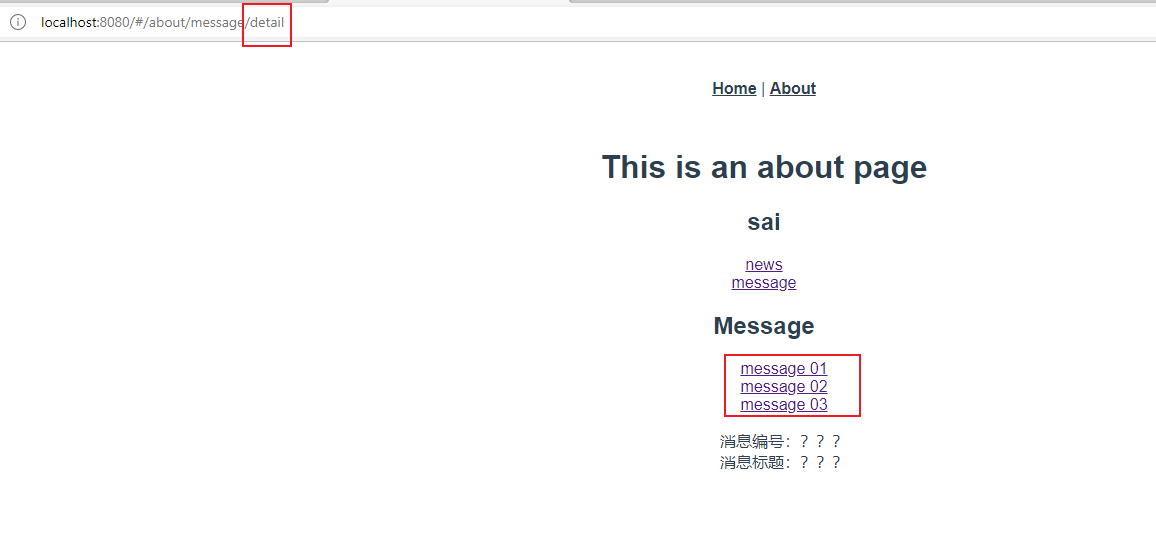 localhost:8080/#/about/message/detail
Home | About
This is an about page
sai
news
message
Message
message 01
message 02
message 03
消息编号：？？？
消息标题：？？？